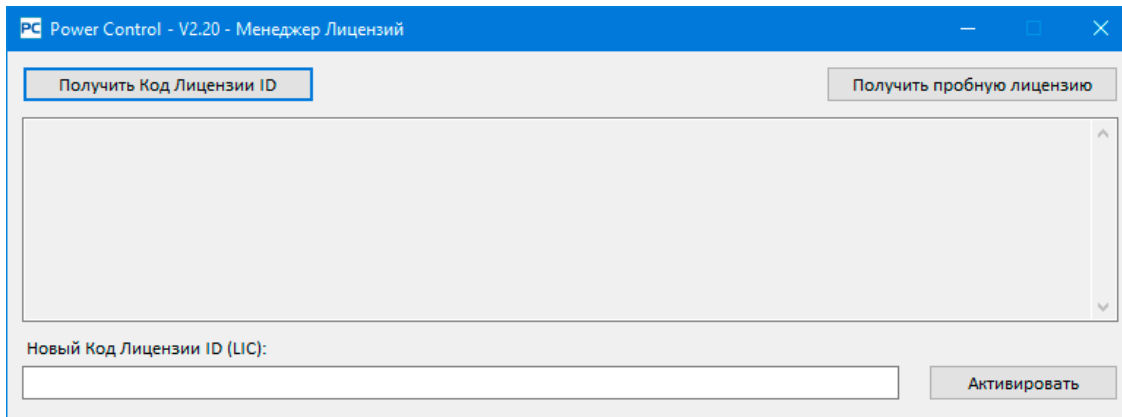 PC Power Control - V2.20 - Менеджер Лицензий
Получить Код Лицензии ID
Получить пробную лицензию
Новый Код Лицензии ID (LIC):
Активировать